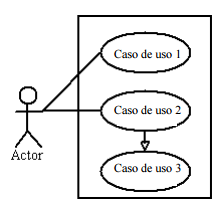 Caso de uso 1
Caso de uso 2
Actor
Caso de uso 3